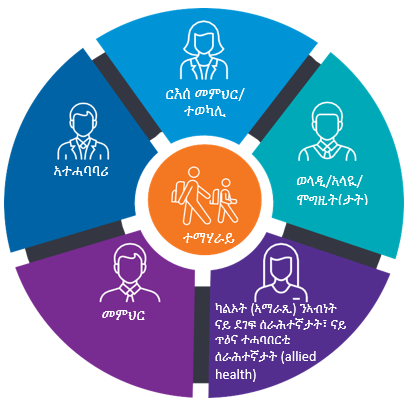 ርእሰ መምህር/
ተወካሊ
ወላዲ/ኣላዪ/
ሞግዚት(ታት)
ካልኦት (ኣማራጺ) ንኣብነት
ናይ ደገፍ ሰራሕተኛታት፣ ናይ
ጥዕና ተሓባበርቲ
ሰራሕተኛታት (allied
health)
መምህር
ኣተሓባባሪ
ተማሃራይ